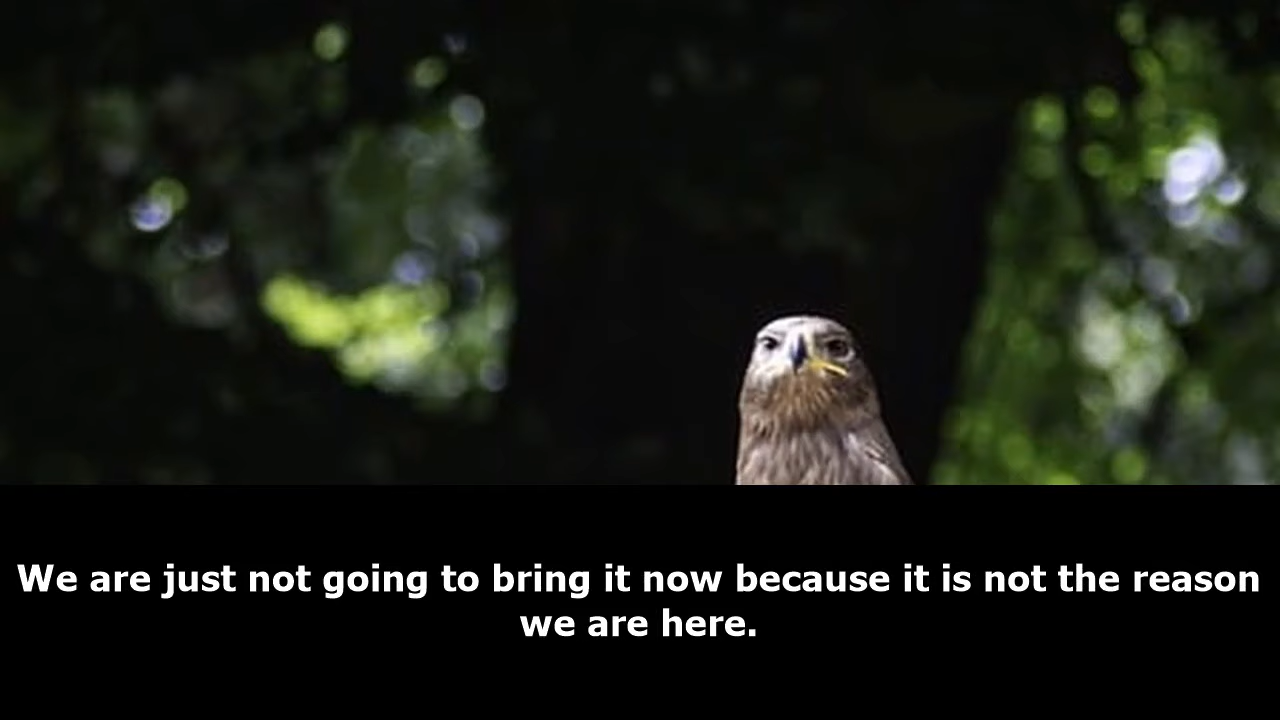 We are just not going to bring it now because it is not the reason
we are here.